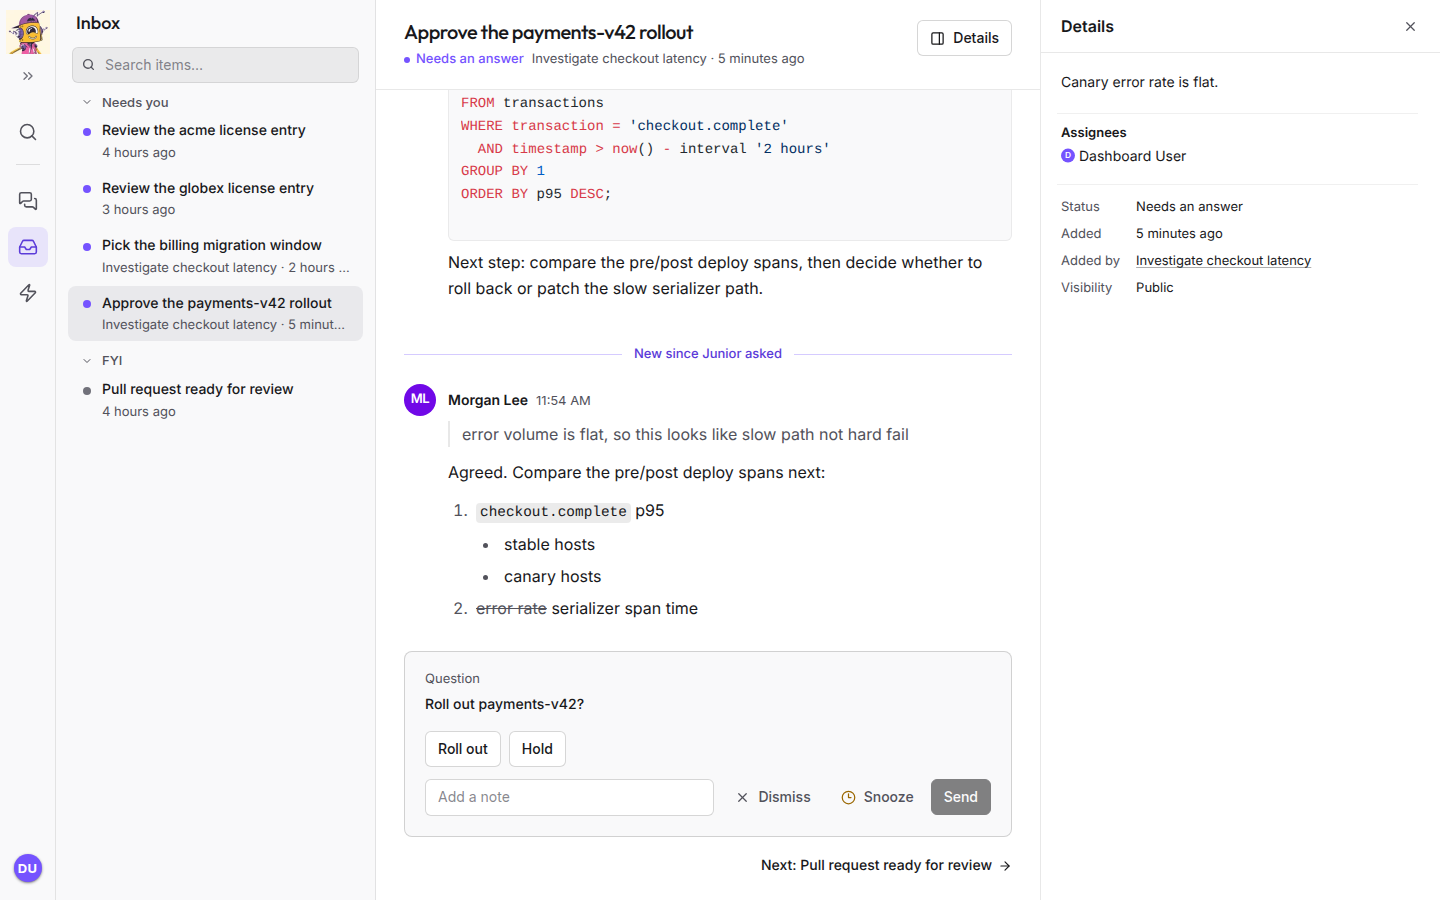 Inbox
Search items...
Needs you
Review the acme license entry
4 hours ago
Review the globex license entry
3 hours ago
Pick the billing migration window
Investigate checkout latency · 2 hours ...
Approve the payments-v42 rollout
Investigate checkout latency · 5 minut...
FYI
Pull request ready for review
4 hours ago
DU
Approve the payments-v42 rollout
Needs an answer Investigate checkout latency · 5 minutes ago
Details
FROM transactions
WHERE transaction = 'checkout.complete'
AND timestamp > now() - interval '2 hours'
GROUP BY 1
ORDER BY p95 DESC;
Next step: compare the pre/post deploy spans, then decide whether to
roll back or patch the slow serializer path.
New since Junior asked
ML Morgan Lee 11:54 AM
error volume is flat, so this looks like slow path not hard fail
Agreed. Compare the pre/post deploy spans next:
1. checkout.complete p95
• stable hosts
• canary hosts
2. error rate serializer span time
Question
Roll out payments-v42?
Roll out Hold
Add a note Dismiss Snooze Send
Next: Pull request ready for review →
Details
Canary error rate is flat.
Assignees
D Dashboard User
Status Needs an answer
Added 5 minutes ago
Added by Investigate checkout latency
Visibility Public